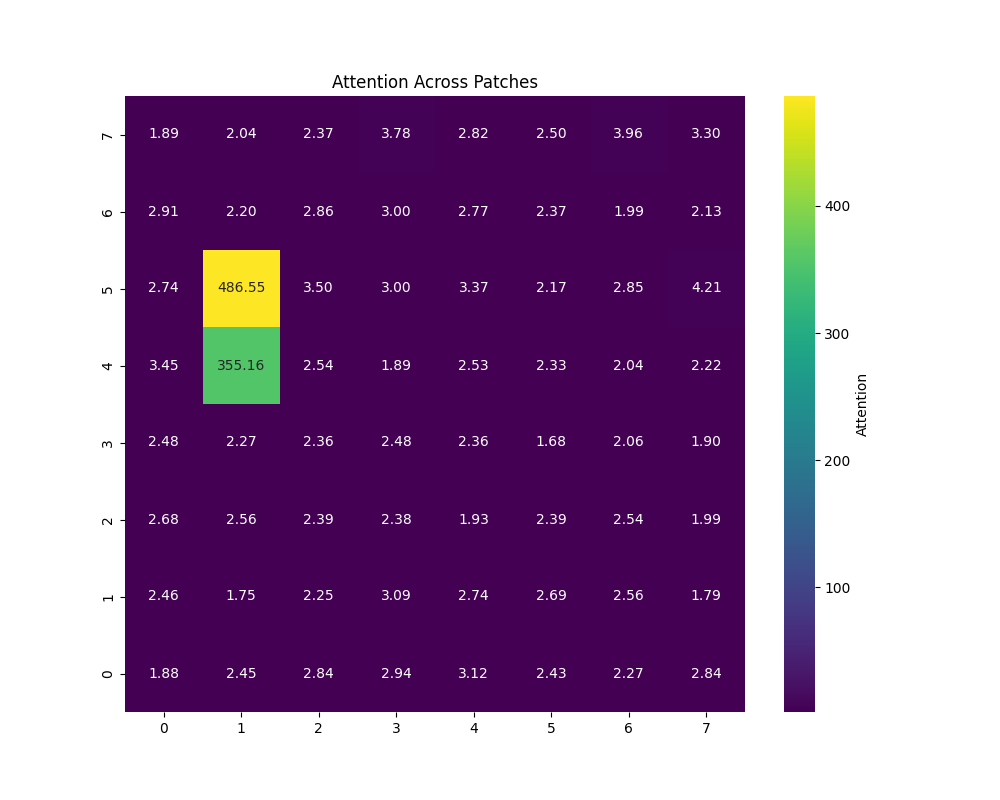 Attention Across Patches
7 1.89 2.04 2.37 3.78 2.82 2.50 3.96 3.30
6 2.91 2.20 2.86 3.00 2.77 2.37 1.99 2.13
5 2.74 486.55 3.50 3.00 3.37 2.17 2.85 4.21
4 3.45 355.16 2.54 1.89 2.53 2.33 2.04 2.22
3 2.48 2.27 2.36 2.48 2.36 1.68 2.06 1.90
2 2.68 2.56 2.39 2.38 1.93 2.39 2.54 1.99
1 2.46 1.75 2.25 3.09 2.74 2.69 2.56 1.79
0 1.88 2.45 2.84 2.94 3.12 2.43 2.27 2.84
0 1 2 3 4 5 6 7
400
300
200
100
Attention